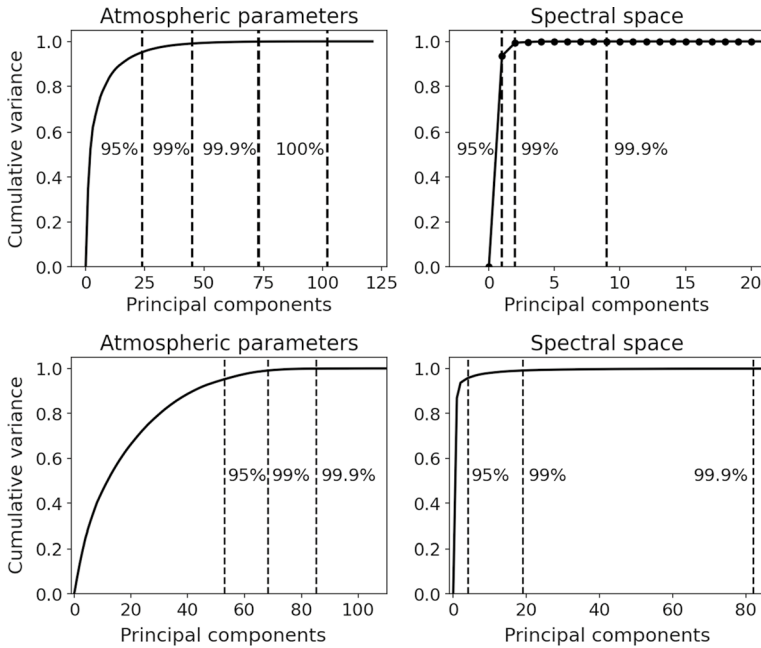 Atmospheric parameters
Cumulative variance
1.0
0.8
0.6
0.4
0.2
0.0
95% 99% 99.9% 100%
0 25 50 75 100 125
Principal components
Spectral space
1.0
0.8
0.6
0.4
0.2
0.0
95% 99% 99.9%
0 5 10 15 20
Principal components
Atmospheric parameters
Cumulative variance
1.0
0.8
0.6
0.4
0.2
0.0
95% 99% 99.9%
0 20 40 60 80 100
Principal components
Spectral space
1.0
0.8
0.6
0.4
0.2
0.0
95% 99% 99.9%
0 20 40 60 80
Principal components